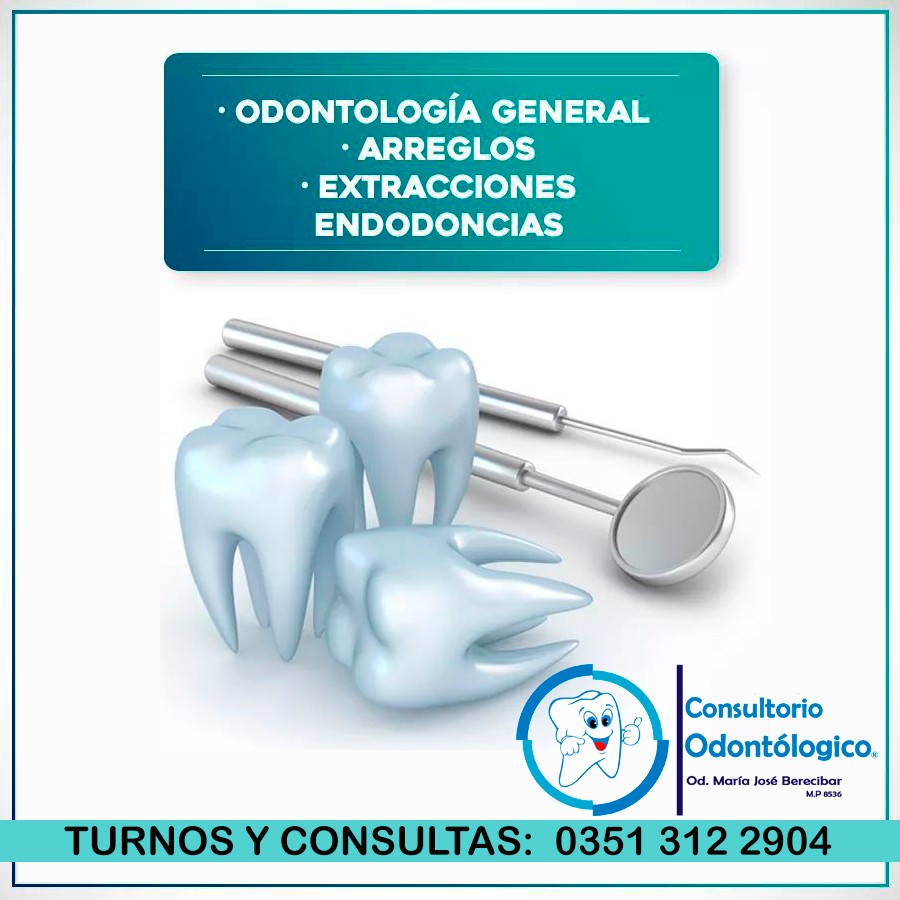 · ODONTOLOGÍA GENERAL
· ARREGLOS
· EXTRACCIONES
ENDODONCIAS
Consultorio
Odontólogico®
Od. María José Berecibar
M.P 8536
TURNOS Y CONSULTAS: 0351 312 2904